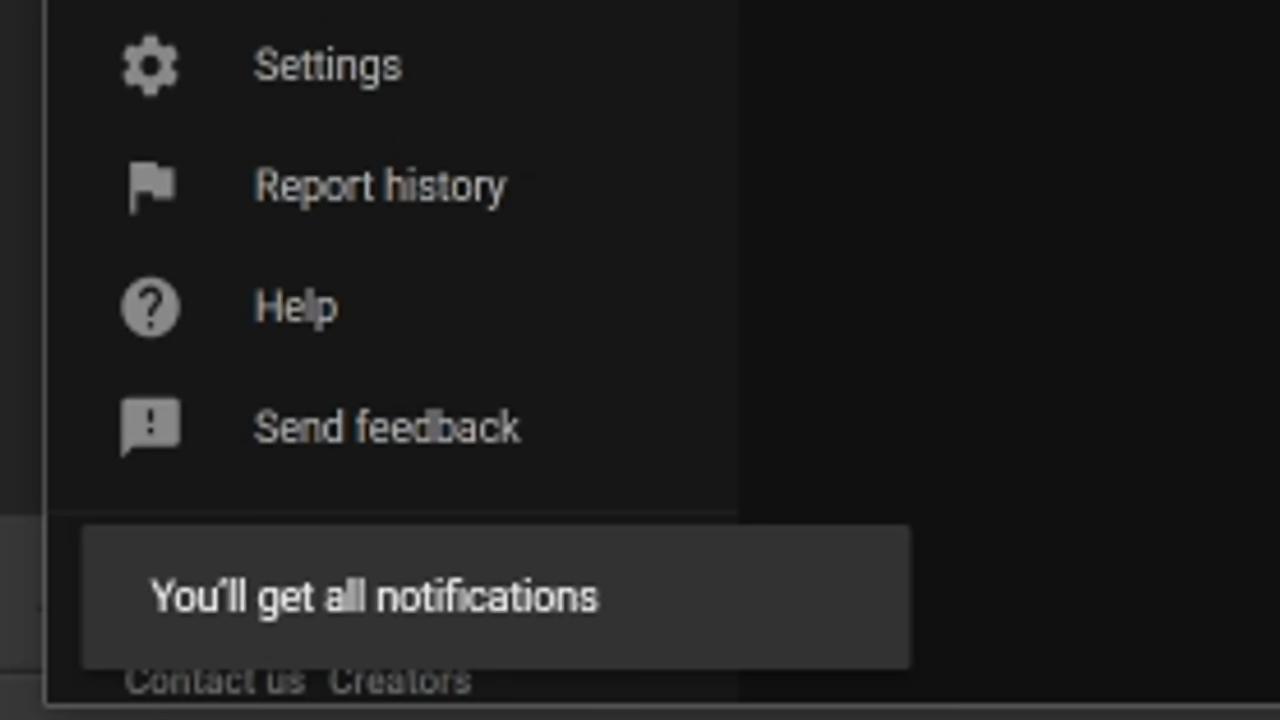 Settings
Report history
Help
Send feedback
You'll get all notifications
Contact us Creators